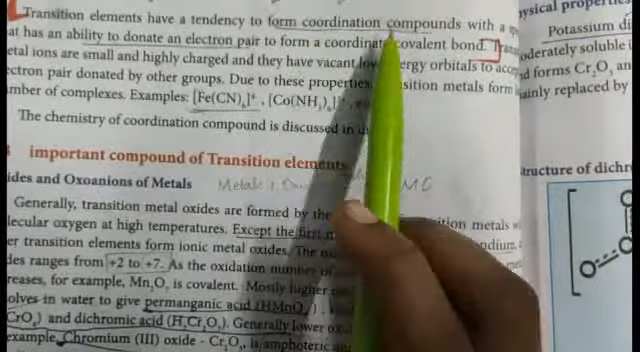 Transition elements have a tendency to form coordination compounds with a
at has an ability to donate an electron pair to form a coordinate covalent bond.
etal ions are small and highly charged and they have vacant low energy orbitals to
ectron pair donated by other groups. Due to these properties, transition metals form
mber of complexes. Examples: [Fe(CN)₆]⁴⁻, [Co(NH₃)₆]
The chemistry of coordination compound is discussed in
important compound of Transition elements
ides and Oxoanions of Metals
Generally, transition metal oxides are formed by the ition metals
lecular oxygen at high temperatures. Except the first
er transition elements form ionic metal oxides. The
des ranges from +2 to +7. As the oxidation number of
reases, for example, Mn₂O₇ is covalent. Mostly higher
olves in water to give permanganic acid (HMnO₄)
CrO₄) and dichromic acid (H₂Cr₂O₇). Generally lower
example, Chromium (III) oxide - Cr₂O₃, is amphoteric
ysical properties
Potassium di
oderately soluble i
d forms Cr₂O, an
ainly replaced by
tructure of dichr
O